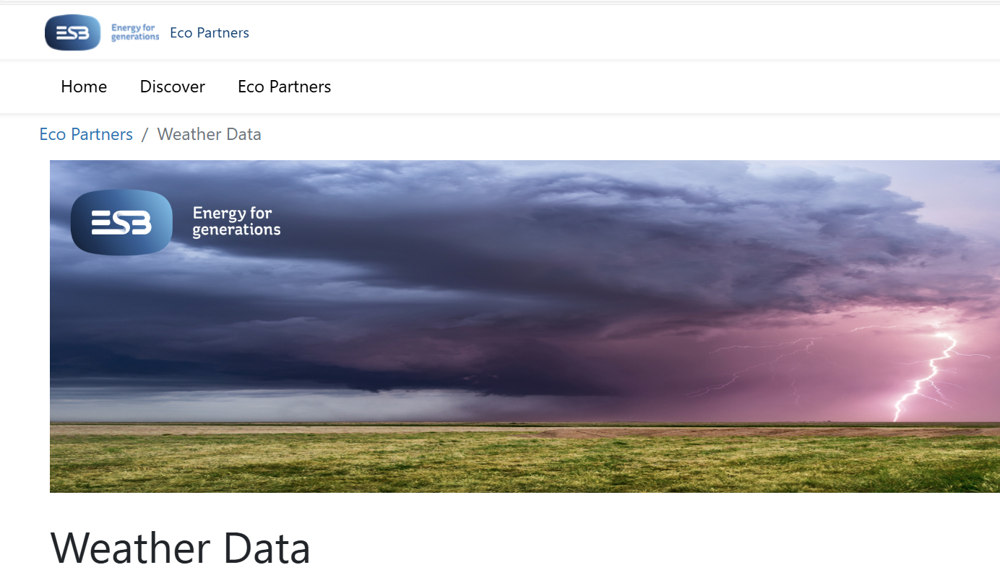 ESB Energy for
generations Eco Partners
Home Discover Eco Partners
Eco Partners / Weather Data
ESB Energy for
generations
Weather Data